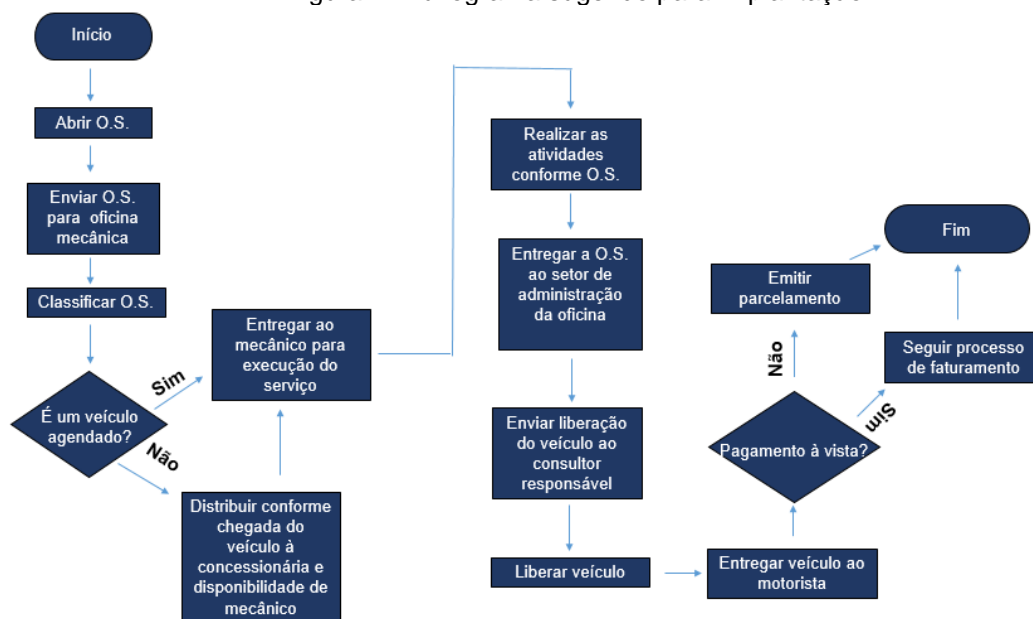 Início
Abrir O.S.
Enviar O.S.
para oficina
mecânica
Classificar O.S.
É um veículo
agendado?
Sim
Não
Entregar ao
mecânico para
execução do
serviço
Distribuir conforme
chegada do
veículo à
concessionária e
disponibilidade de
mecânico
Realizar as
atividades
conforme O.S.
Entregar a O.S.
ao setor de
administração
da oficina
Enviar liberação
do veículo ao
consultor
responsável
Liberar veículo
Entregar veículo ao
motorista
Pagamento à vista?
Não
Sim
Emitir
parcelamento
Seguir processo
de faturamento
Fim